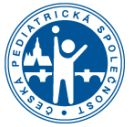 ČESKÁ PEDIATRICKÁ SPOLEČNOST